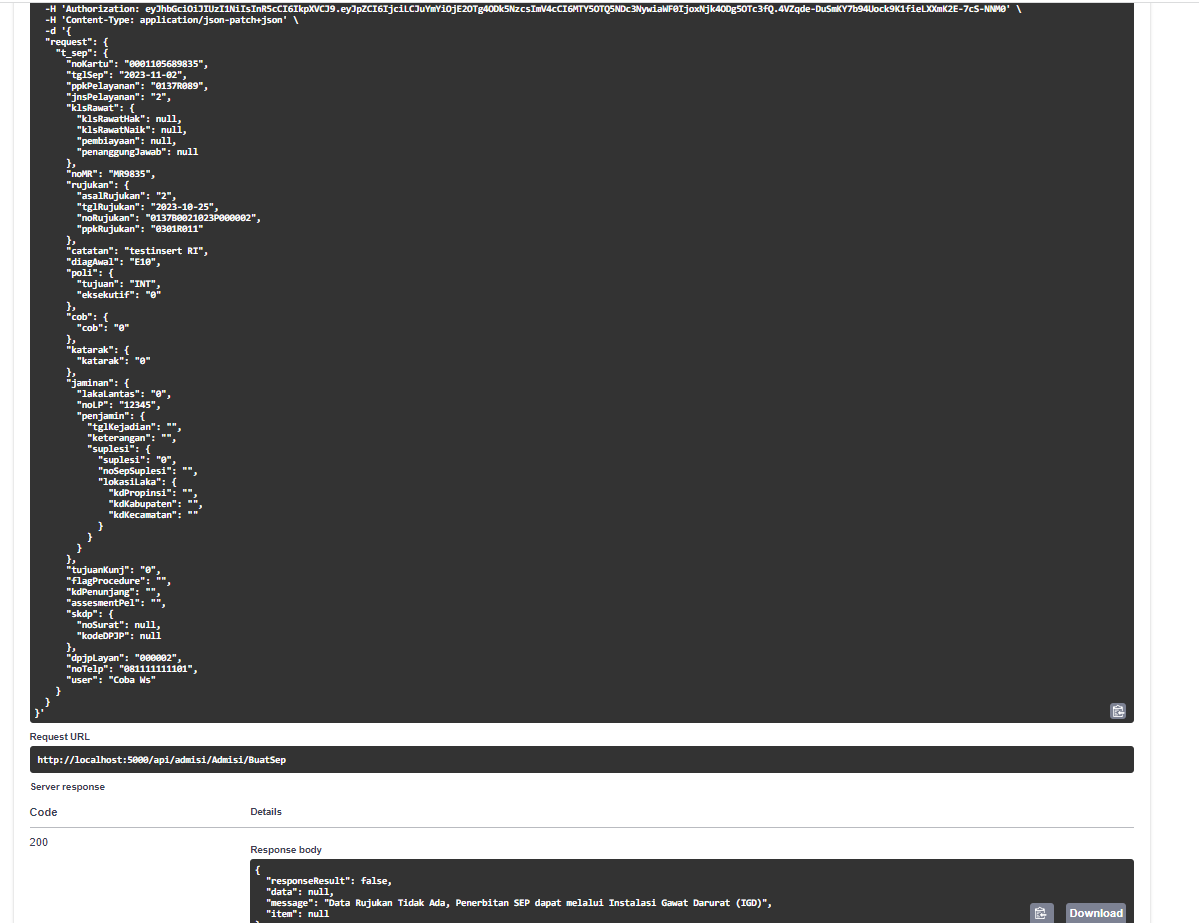 -H 'Authorization: eyJhbGciOiJIUzI1NiIsInR5cCI6IkpXVCJ9.eyJpZCI6IjciLCJuYmYiOjE2OTg4ODk5NzcsImV4cCI6MTY5OTQ5NDc3NywiaWF0IjoxNjk4ODg5OTc3fQ.4VZqde-DuSmKY7b94Uock9K1fieLXXmK2E-7cS-NNM0' \
-H 'Content-Type: application/json-patch+json' \
-d '{
"request": {
"t_sep": {
"noKartu": "0001105689835",
"tglSep": "2023-11-02",
"ppkPelayanan": "0137R089",
"jnsPelayanan": "2",
"klsRawat": {
"klsRawatHak": null,
"klsRawatNaik": null,
"pembiayaan": null,
"penanggungJawab": null
},
"noMR": "MR9835",
"rujukan": {
"asalRujukan": "2",
"tglRujukan": "2023-10-25",
"noRujukan": "0137B0021023P000002",
"ppkRujukan": "0301R011"
},
"catatan": "testinsert RI",
"diagAwal": "E10",
"poli": {
"tujuan": "INT",
"eksekutif": "0"
},
"cob": {
"cob": "0"
},
"katarak": {
"katarak": "0"
},
"jaminan": {
"lakaLantas": "0",
"noLP": "12345",
"penjamin": {
"tglKejadian": "",
"keterangan": "",
"suplesi": {
"suplesi": "0",
"noSepSuplesi": "",
"lokasiLaka": {
"kdPropinsi": "",
"kdKabupaten": "",
"kdKecamatan": ""
}
}
}
},
"tujuanKunj": "0",
"flagProcedure": "",
"kdPenunjang": "",
"assesmentPel": "",
"skdp": {
"noSurat": null,
"kodeDPJP": null
},
"dpjpLayan": "000002",
"noTelp": "081111111101",
"user": "Coba Ws"
}
}
}'
Request URL
http://localhost:5000/api/admisi/Admisi/BuatSep
Server response
Code Details
200
Response body
{
"responseResult": false,
"data": null,
"message": "Data Rujukan Tidak Ada, Penerbitan SEP dapat melalui Instalasi Gawat Darurat (IGD)",
"item": null
Download